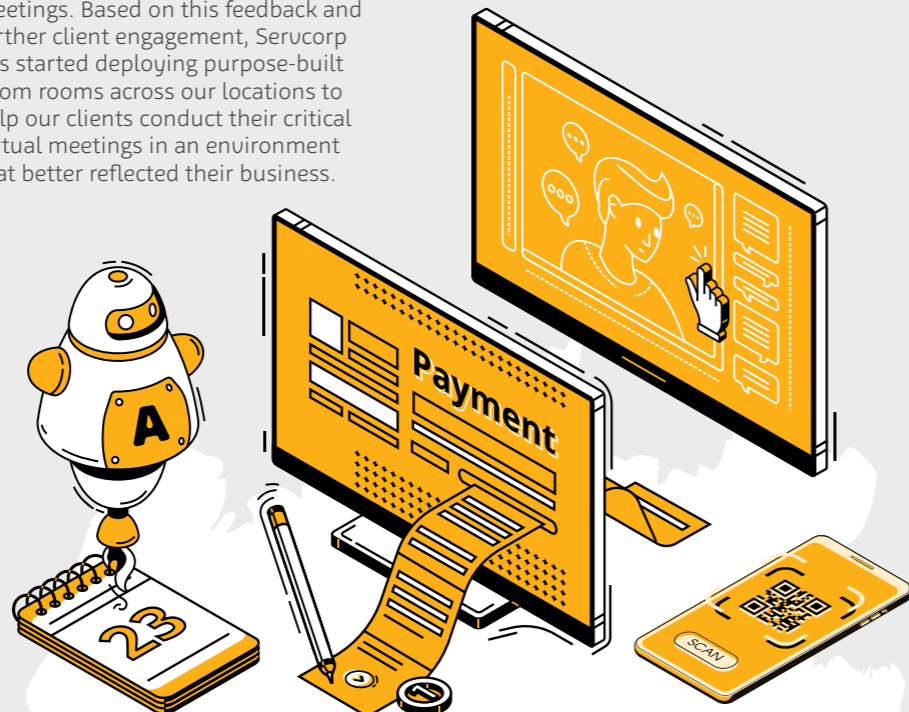 eetings. Based on this feedback and
rther client engagement, Servcorp
s started deploying purpose-built
om rooms across our locations to
lp our clients conduct their critical
rtual meetings in an environment
at better reflected their business.
Payment
A
23
1
SCAN